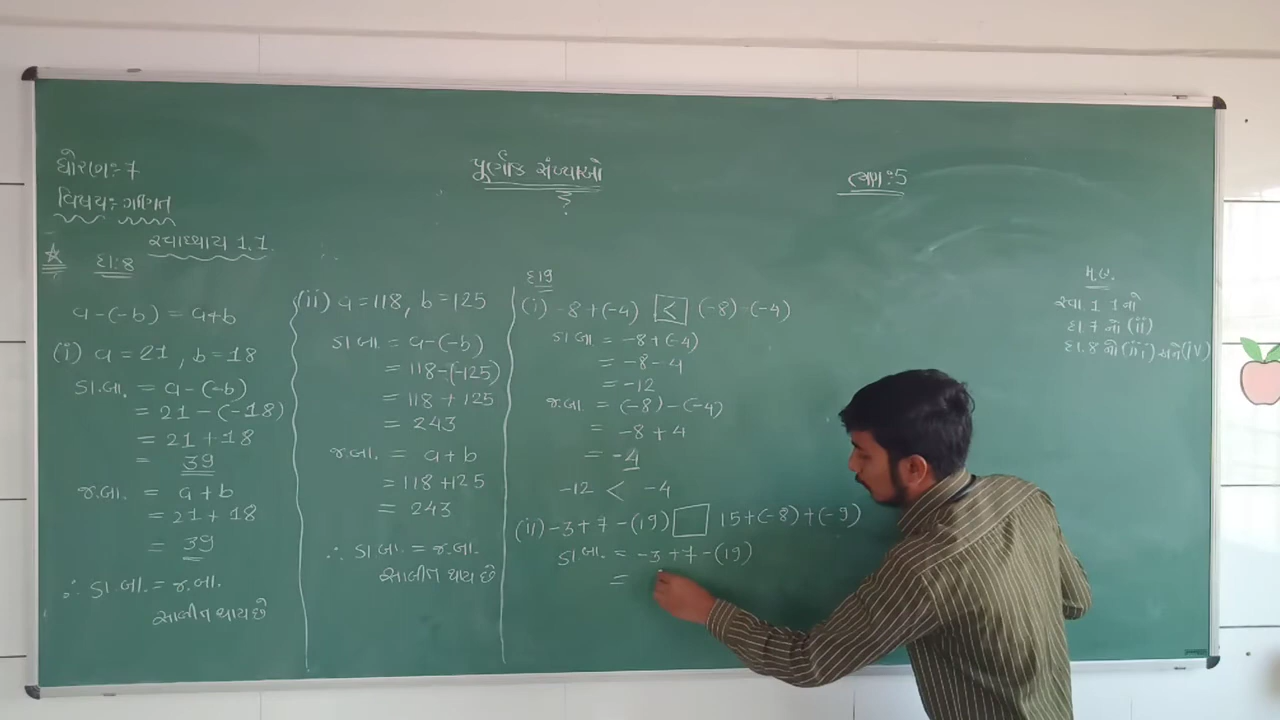 ધોરણ:- 7
વિષય:- ગણિત
પૂર્ણાંક સંખ્યાઓ
તાસ:-5
સ્વાધ્યાય 1.1
દા.8
a-(-b) = a+b
(i) a = 21 , b = 18
ડા.બા. = a-(-b)
= 21-(-18)
= 21+18
= 39
જ.બા. = a+b
= 21+18
= 39
∴ ડા.બા. = જ.બા.
સાબીત થાય છે
(ii) a=118, b=125
ડા.બા. = a-(-b)
= 118-(-125)
= 118+125
= 243
જ.બા. = a+b
= 118+125
= 243
∴ ડા.બા. = જ.બા.
સાબીત થાય છે
દા9
(i) -8+(-4) < (-8)-(-4)
ડા.બા. = -8+(-4)
= -8-4
= -12
જ.બા. = (-8)-(-4)
= -8+4
= -4
-12 < -4
(ii) -3+7-(19) 15+(-8)+(-9)
ડા.બા. = -3+7-(19)
=
સ્વા. 1.1 નો
દા.7 નો (ii)
દા.8 નો (iii) અને (iv)